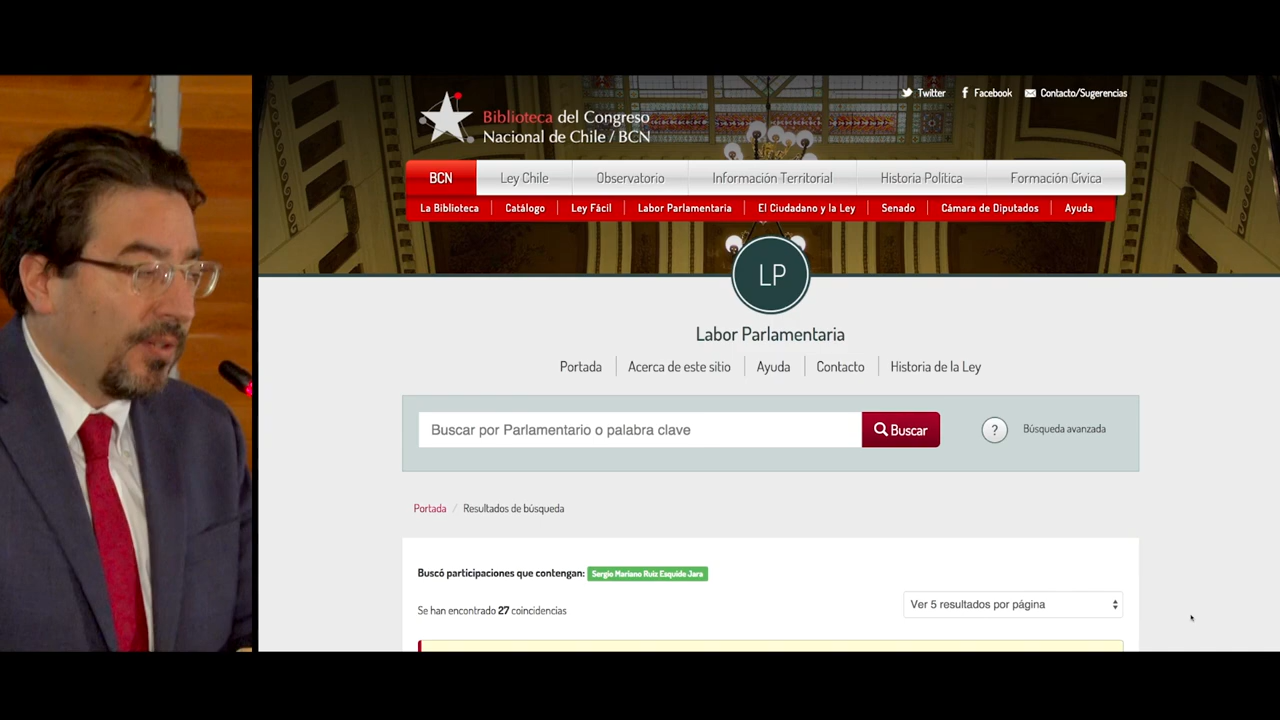 Twitter
Facebook
Contacto/Sugerencias
Biblioteca del Congreso
Nacional de Chile / BCN
BCN
Ley Chile
Observatorio
Información Territorial
Historia Política
Formación Cívica
La Biblioteca
Catálogo
Ley Fácil
Labor Parlamentaria
El Ciudadano y la Ley
Senado
Cámara de Diputados
Ayuda
LP
Labor Parlamentaria
Portada
Acerca de este sitio
Ayuda
Contacto
Historia de la Ley
Buscar por Parlamentario o palabra clave
Buscar
?
Búsqueda avanzada
Portada / Resultados de búsqueda
Buscó participaciones que contengan: Sergio Mariano Ruiz Esquide Jara
Se han encontrado 27 coincidencias
Ver 5 resultados por página